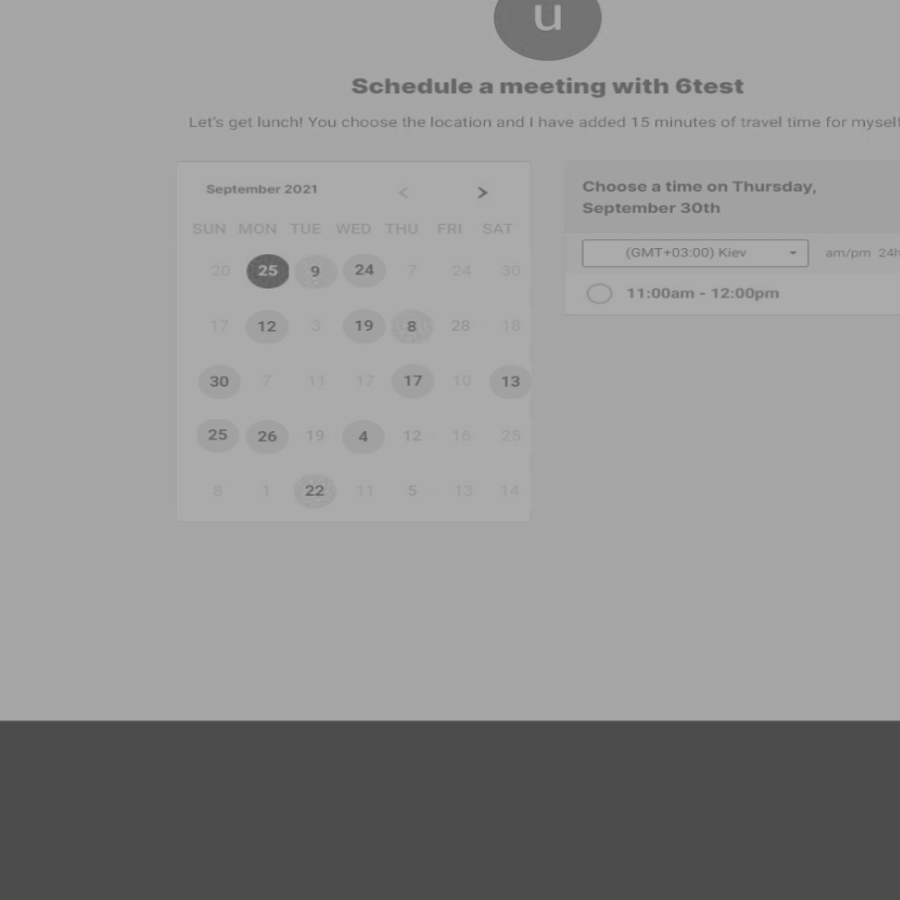 u
Schedule a meeting with 6test
Let's get lunch! You choose the location and I have added 15 minutes of travel time for myself
September 2021 < >
SUN MON TUE WED THU FRI SAT
20 25 9 24 7 24 30
17 12 3 19 8 28 18
30 7 11 17 17 10 13
25 26 19 4 12 16 25
8 1 22 11 5 13 14
Choose a time on Thursday,
September 30th
(GMT+03:00) Kiev am/pm 24h
11:00am - 12:00pm